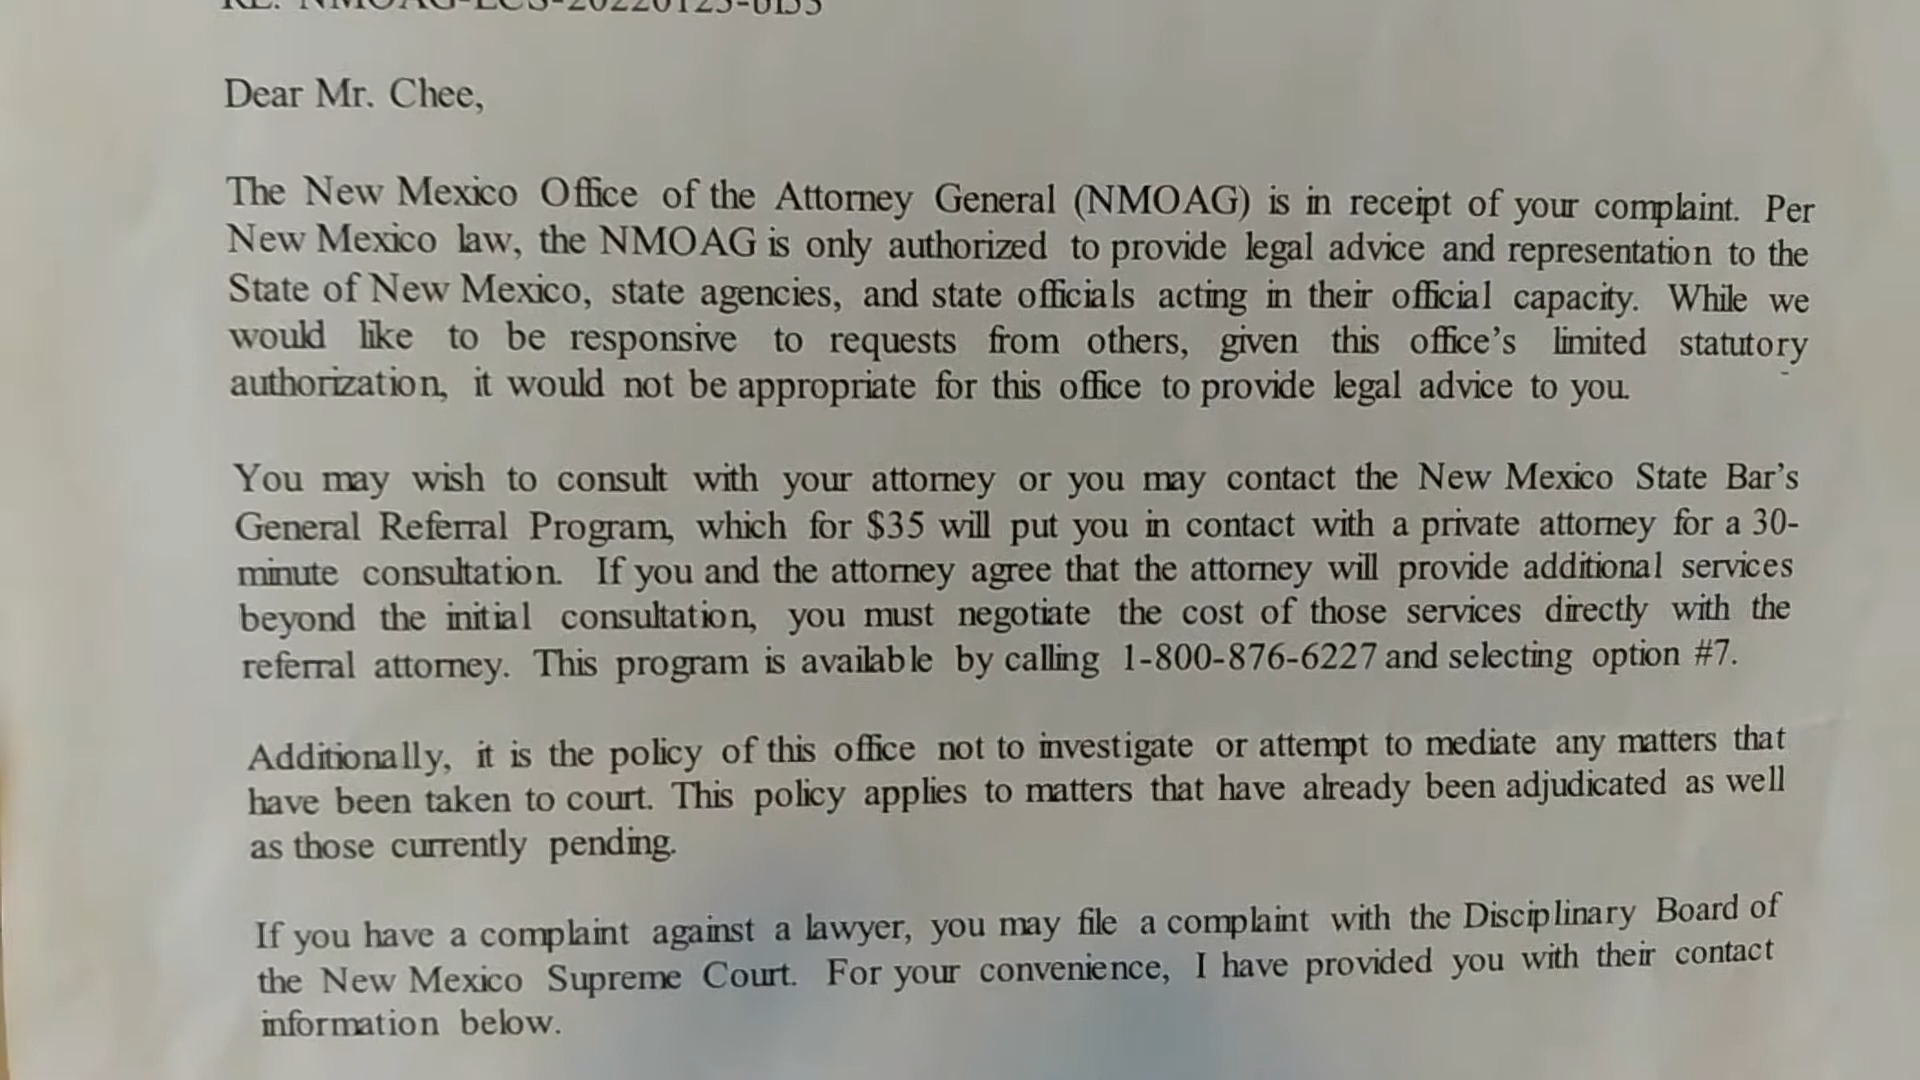 Dear Mr. Chee,
The New Mexico Office of the Attorney General (NMOAG) is in receipt of your complaint. Per
New Mexico law, the NMOAG is only authorized to provide legal advice and representation to the
State of New Mexico, state agencies, and state officials acting in their official capacity. While we
would like to be responsive to requests from others, given this office's limited statutory
authorization, it would not be appropriate for this office to provide legal advice to you.
You may wish to consult with your attorney or you may contact the New Mexico State Bar's
General Referral Program, which for $35 will put you in contact with a private attorney for a 30-
minute consultation. If you and the attorney agree that the attorney will provide additional services
beyond the initial consultation, you must negotiate the cost of those services directly with the
referral attorney. This program is available by calling 1-800-876-6227 and selecting option #7.
Additionally, it is the policy of this office not to investigate or attempt to mediate any matters that
have been taken to court. This policy applies to matters that have already been adjudicated as well
as those currently pending.
If you have a complaint against a lawyer, you may file a complaint with the Disciplinary Board of
the New Mexico Supreme Court. For your convenience, I have provided you with their contact
information below.